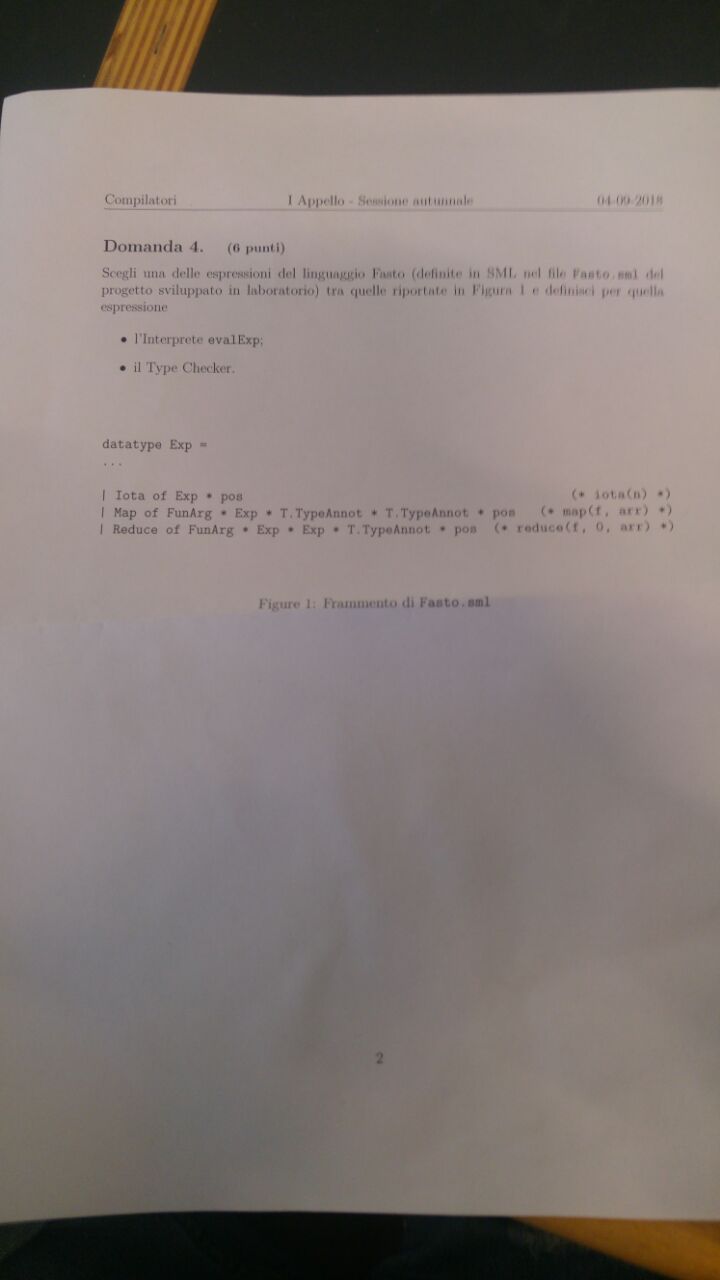 Compilatori I Appello - Sessione autunnale 04-09-2018
Domanda 4. (6 punti)
Scegli una delle espressioni del linguaggio Fasto (definite in SML nel file Fasto.sml del
progetto sviluppato in laboratorio) tra quelle riportate in Figura 1 e definisci per quella
espressione
• l'Interprete evalExp;
• il Type Checker.
datatype Exp =
...
| Iota of Exp * pos (* iota(n) *)
| Map of FunArg * Exp * T.TypeAnnot * T.TypeAnnot * pos (* map(f, arr) *)
| Reduce of FunArg * Exp * Exp * T.TypeAnnot * pos (* reduce(f, 0, arr) *)
Figure 1: Frammento di Fasto.sml
2